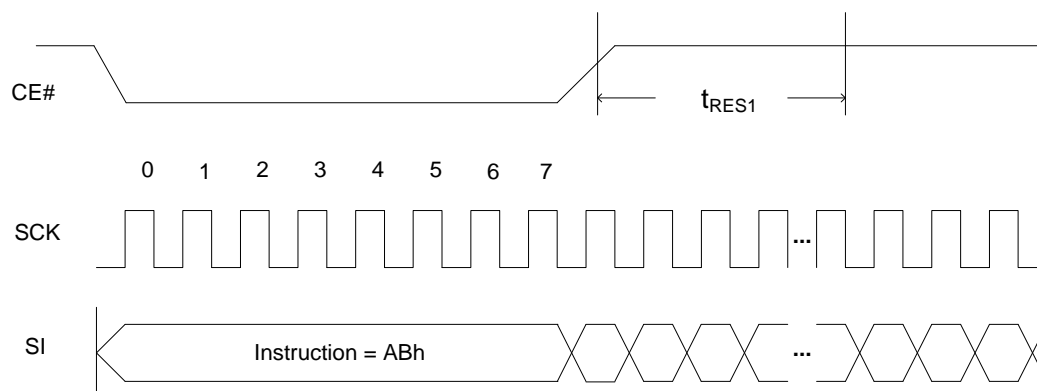 CE#
tRES1
0 1 2 3 4 5 6 7
SCK
...
SI
Instruction = ABh
...